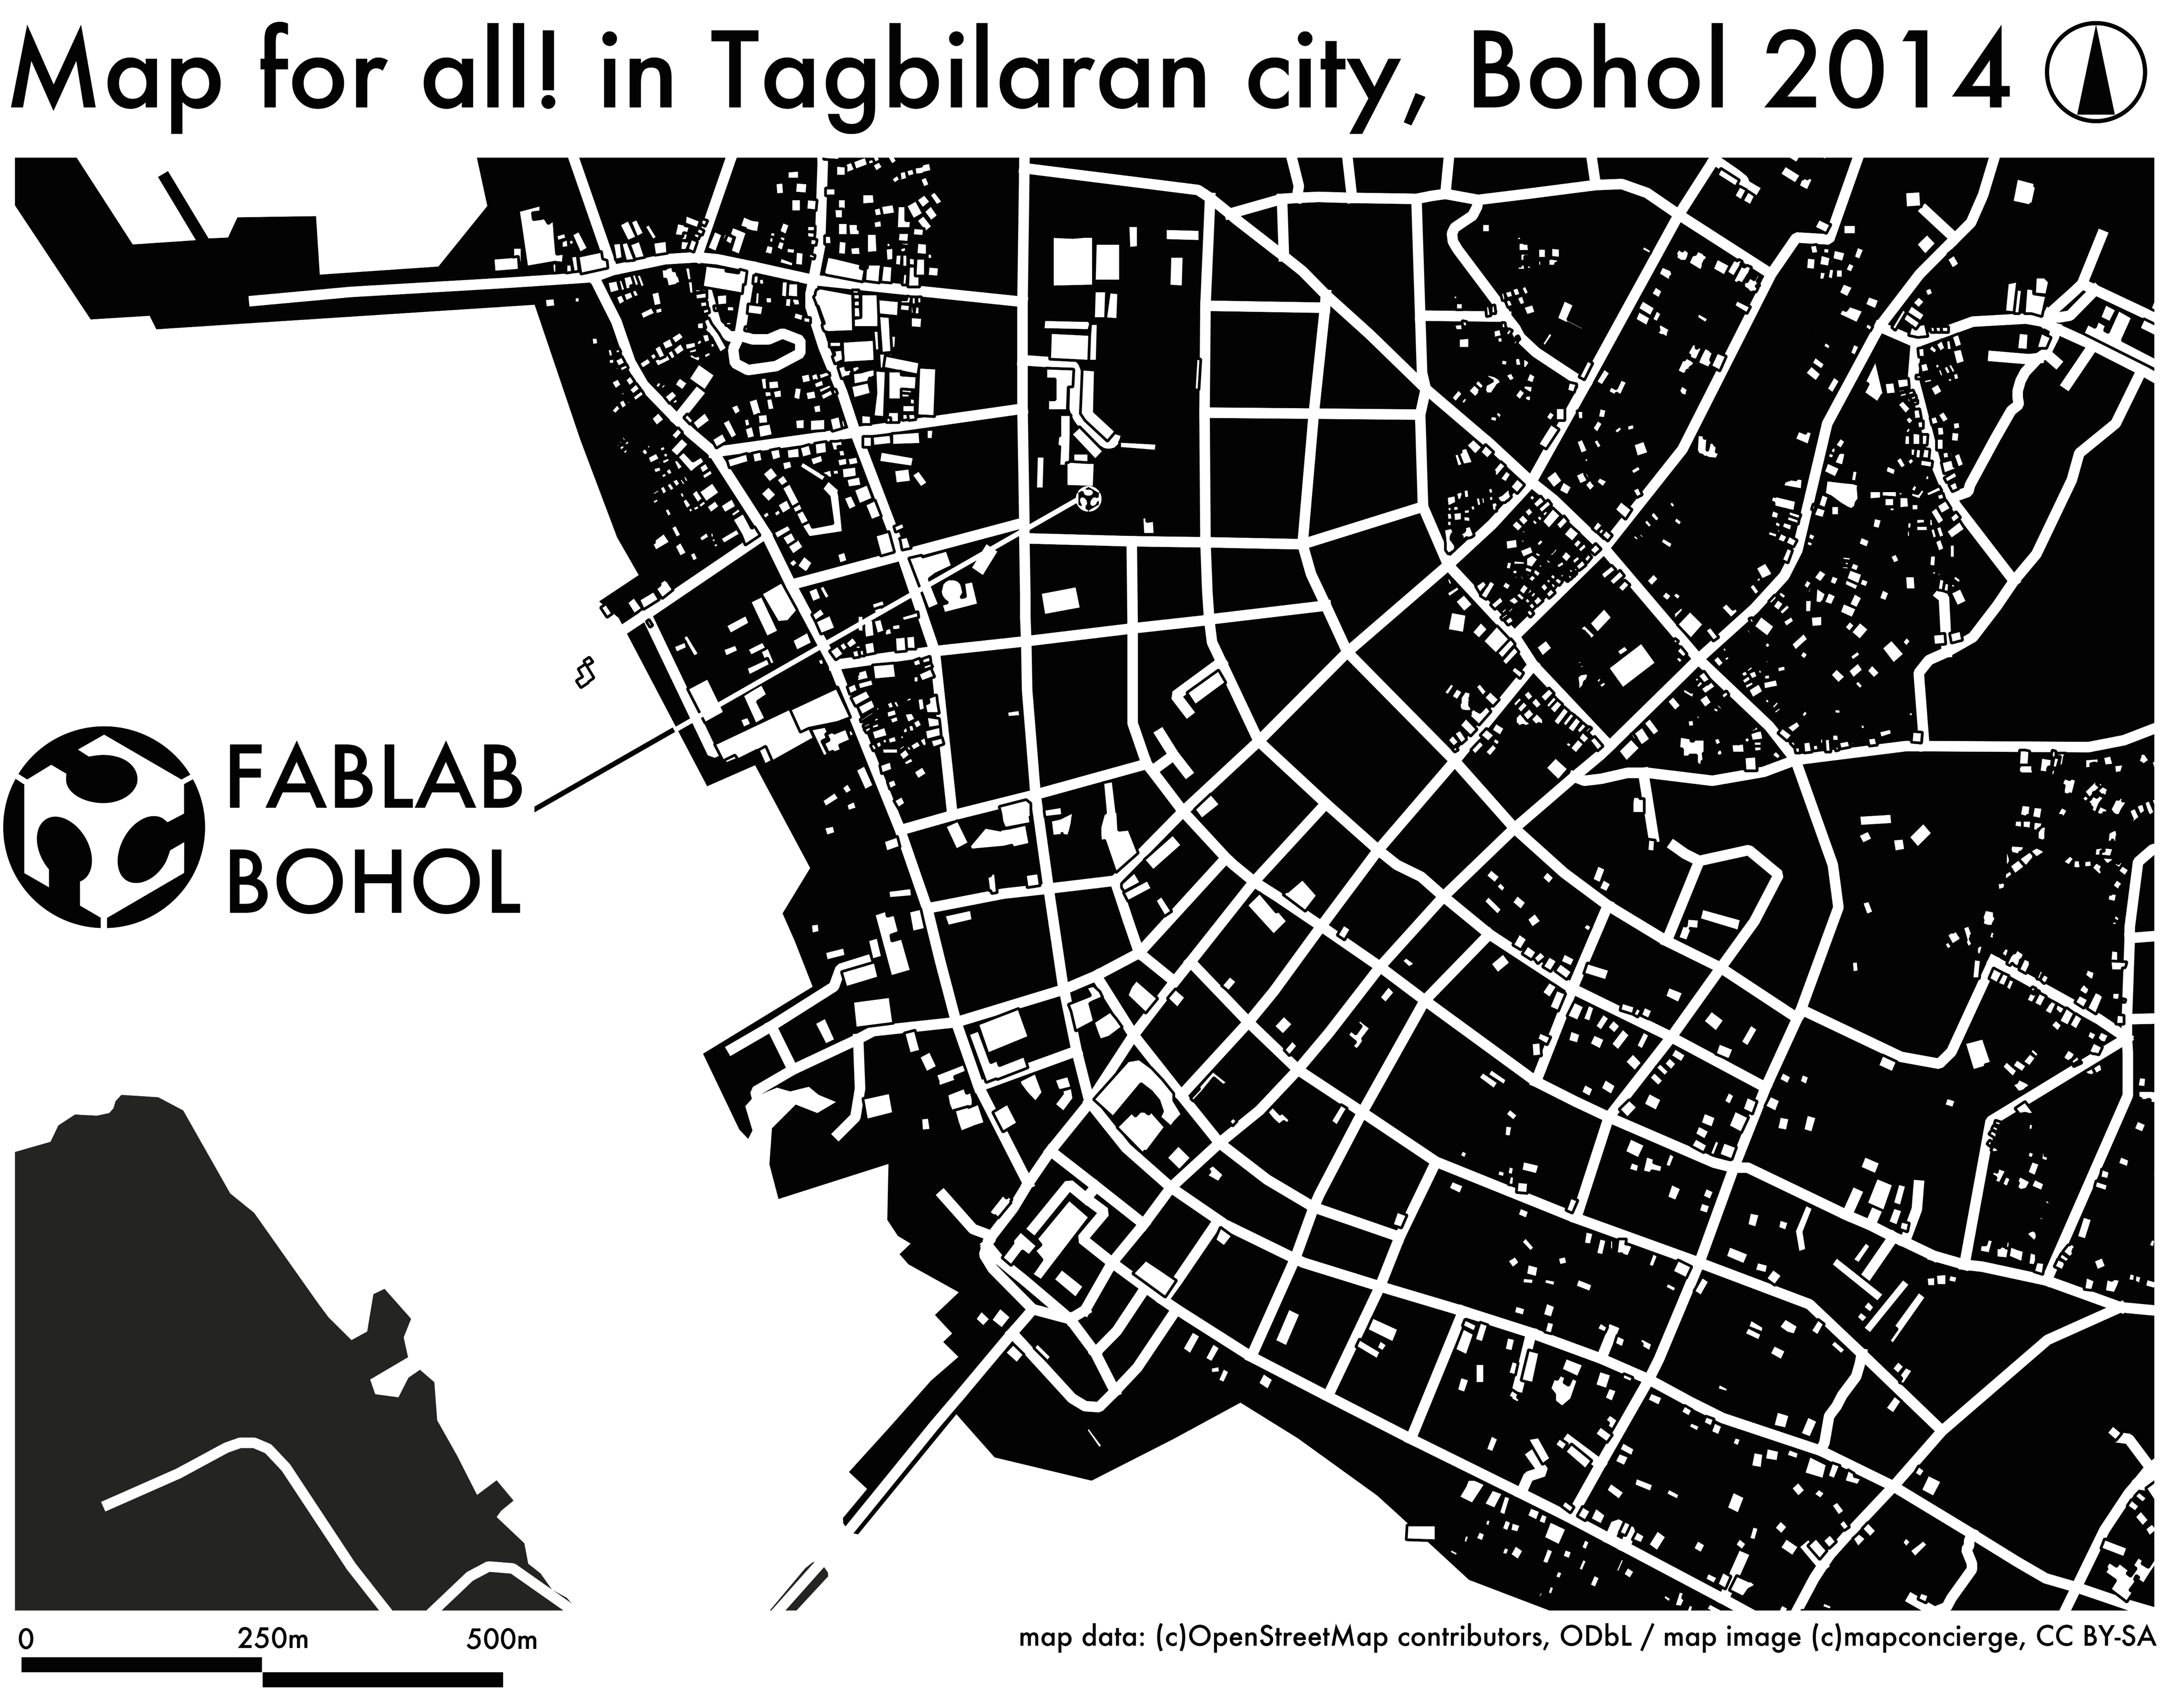 Map for all! in Tagbilaran city, Bohol 2014
FABLAB
BOHOL
0 250m 500m
map data: (c)OpenStreetMap contributors, ODbL / map image (c)mapconcierge, CC BY-SA